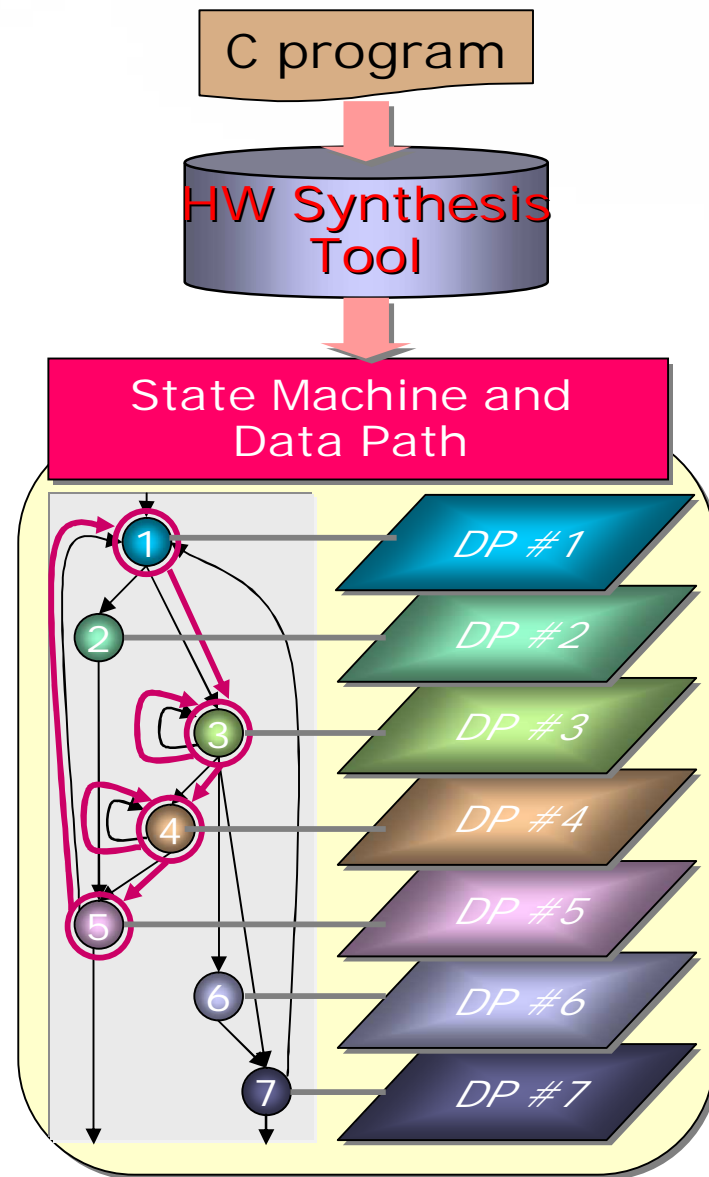 C program
HW Synthesis
Tool
State Machine and
Data Path
1
DP #1
2
DP #2
3
DP #3
4
DP #4
5
DP #5
6
DP #6
7
DP #7